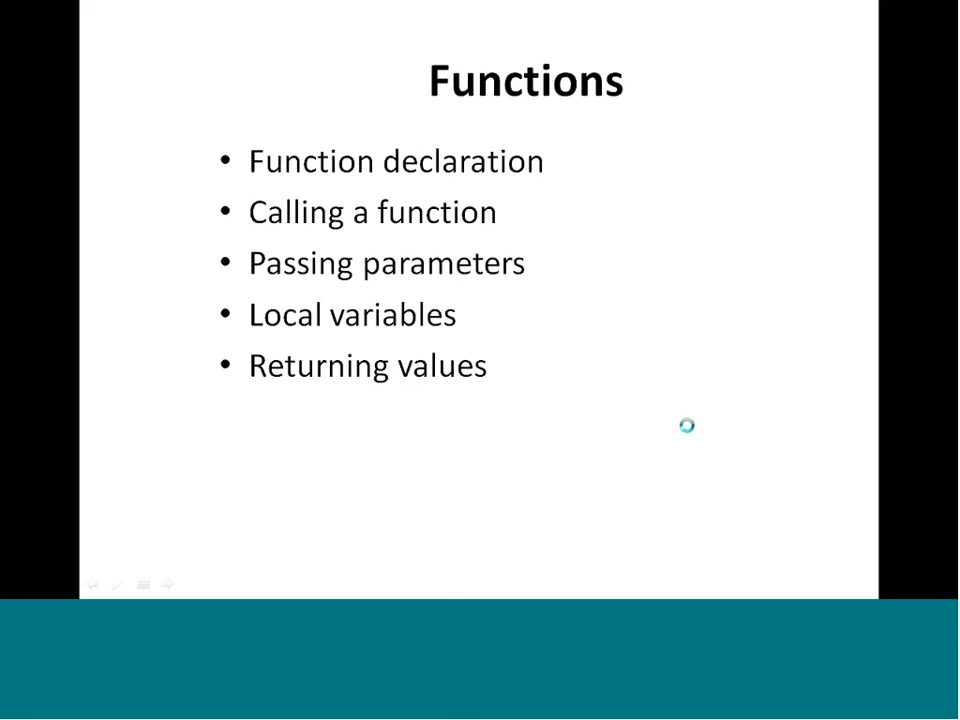 Functions
• Function declaration
• Calling a function
• Passing parameters
• Local variables
• Returning values